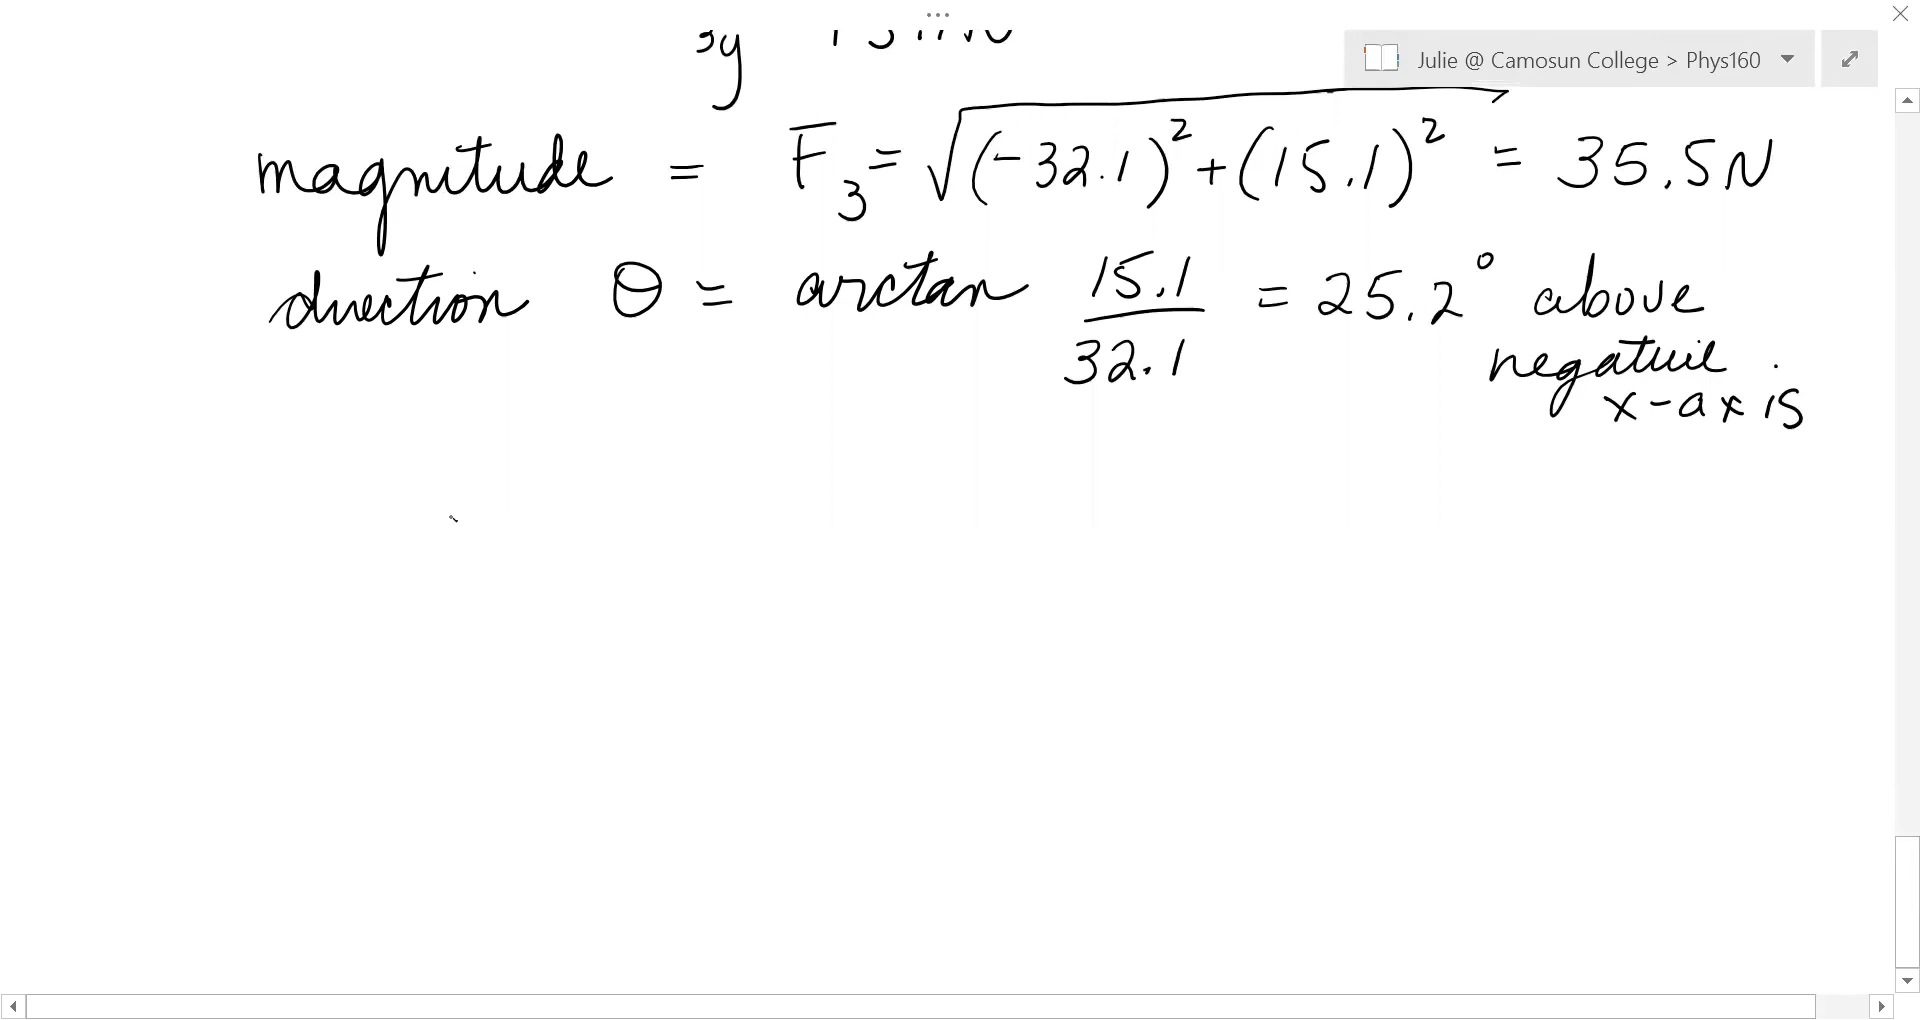 Julie @ Camosun College > Phys160
magnitude = F₃ = √(-32.1)² + (15.1)² = 35.5N
direction θ = arctan 15.1/32.1 = 25.2° above
negative
x-axis